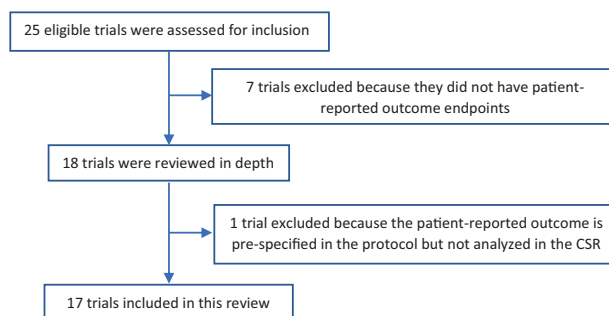 25 eligible trials were assessed for inclusion
7 trials excluded because they did not have patient-
reported outcome endpoints
18 trials were reviewed in depth
1 trial excluded because the patient-reported outcome is
pre-specified in the protocol but not analyzed in the CSR
17 trials included in this review